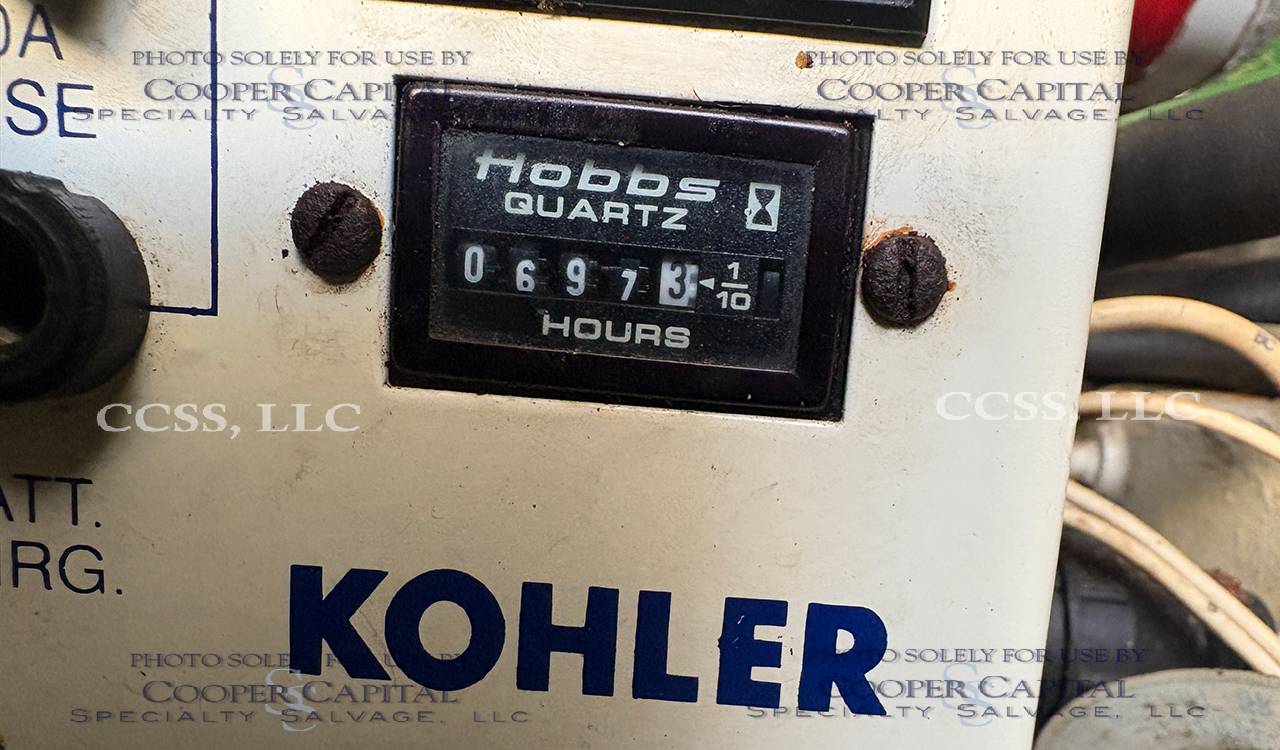 0A
SE
PHOTO SOLELY FOR USE BY
COOPER CAPITAL
SPECIALTY SALVAGE, LLC
PHOTO SOLELY FOR USE BY
COOPER CAPITAL
SPECIALTY SALVAGE, LLC
Hobbs
QUARTZ
0 6 9 7 3 1/10
HOURS
CCSS, LLC
CCSS, LLC
ATT.
HRG.
KOHLER
PHOTO SOLELY FOR USE BY
COOPER CAPITAL
SPECIALTY SALVAGE, LLC
PHOTO SOLELY FOR USE BY
COOPER CAPITAL
SPECIALTY SALVAGE, LLC